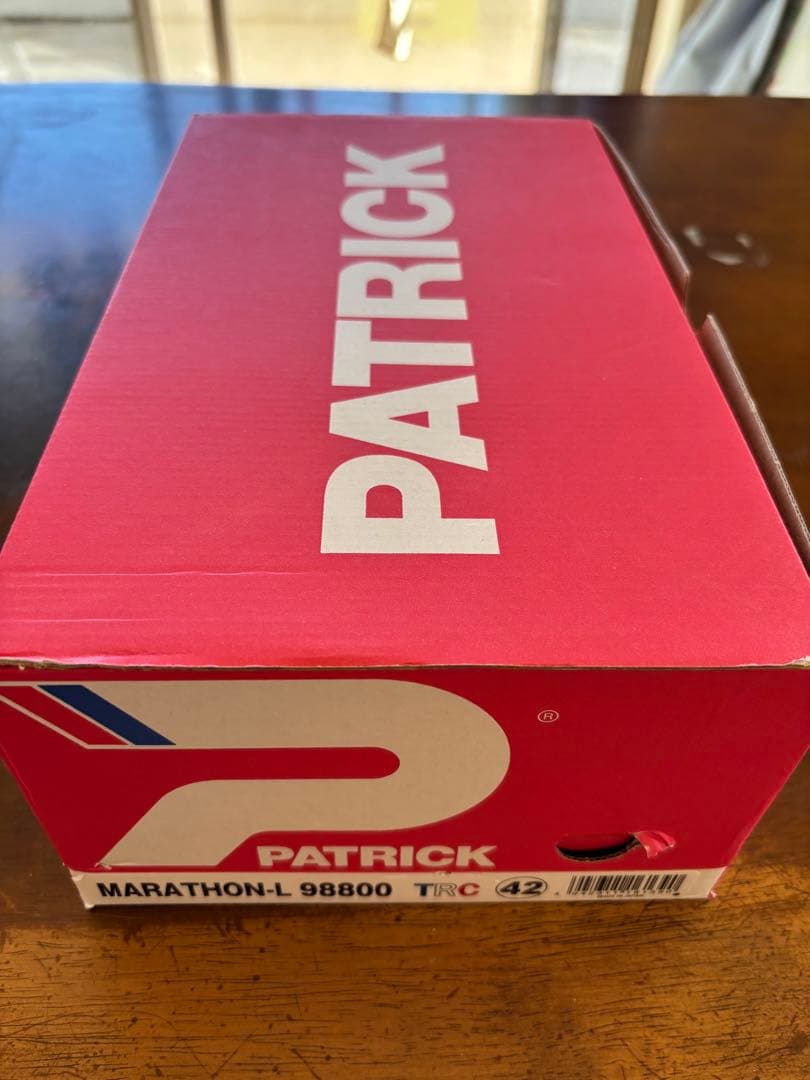 PATRICK
®
PATRICK
MARATHON-L 98800 TRC 42